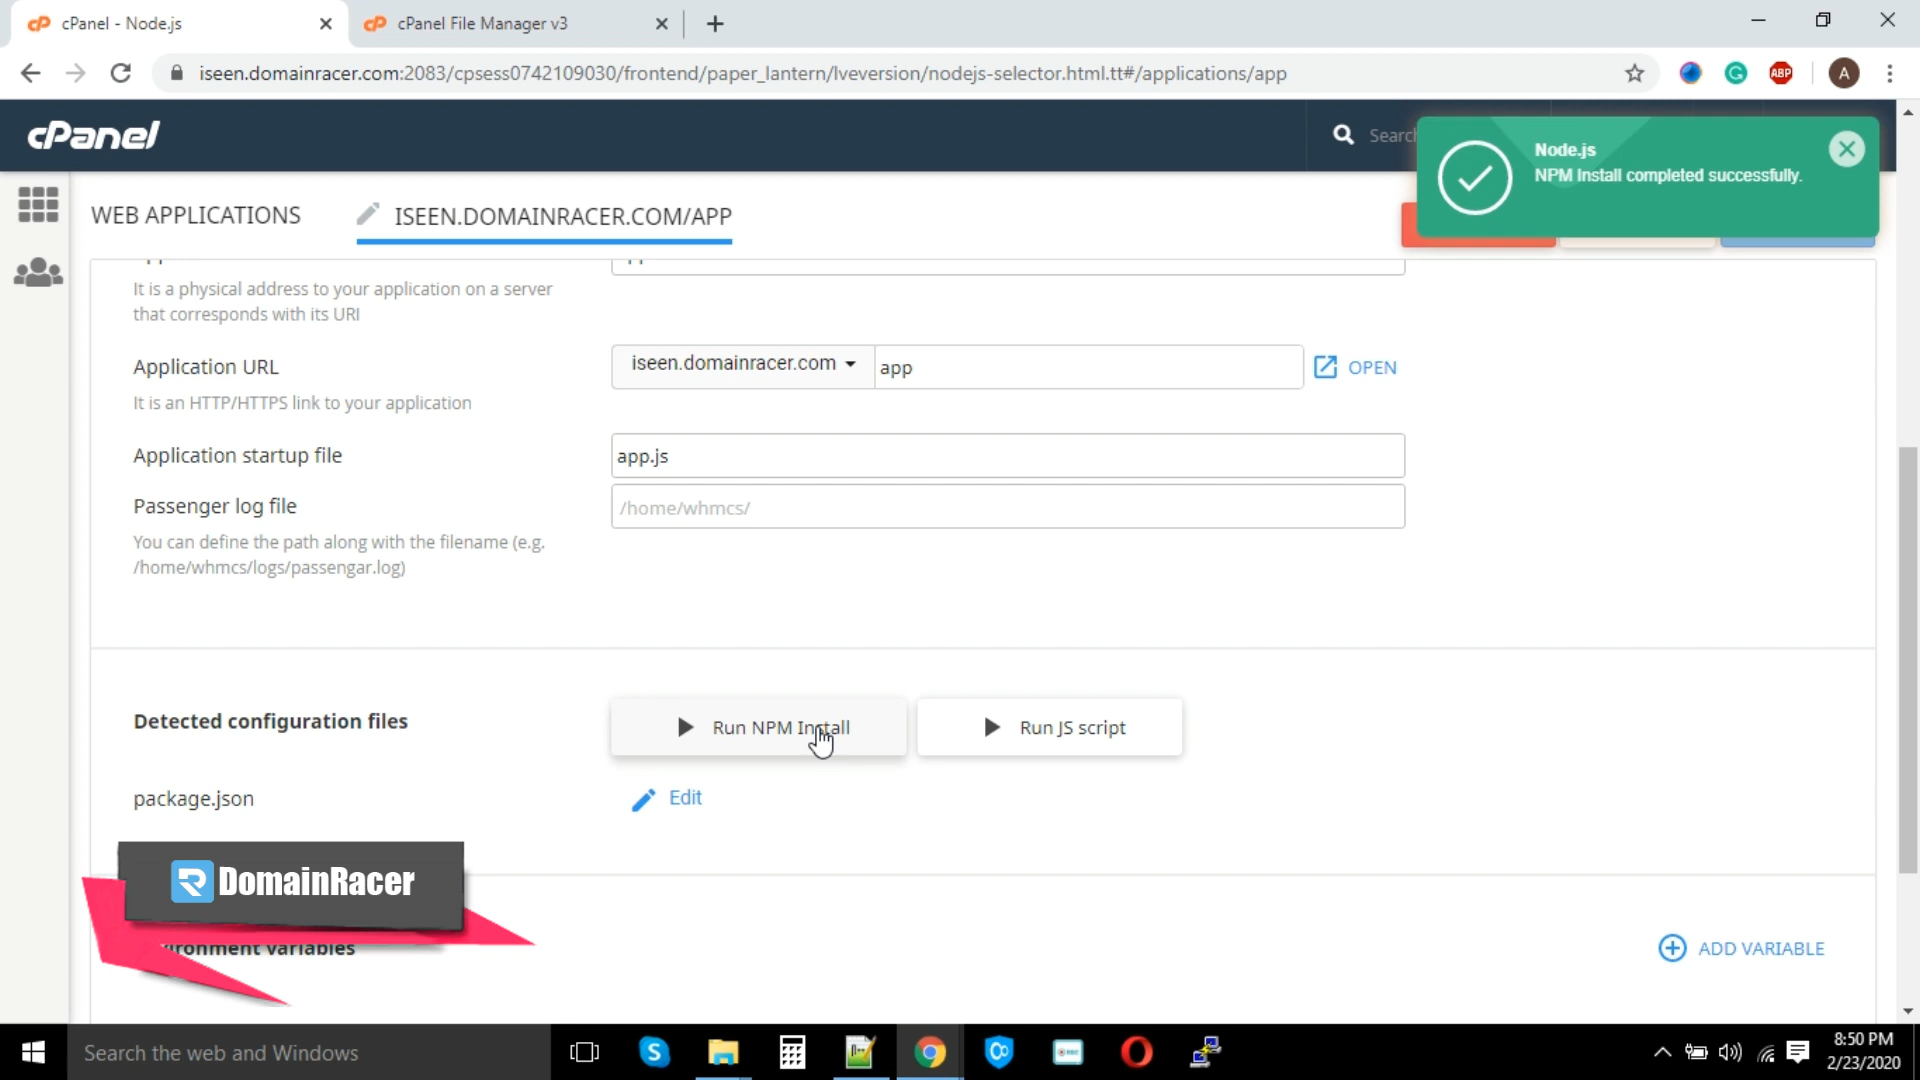 cPanel - Node.js
cPanel File Manager v3
iseen.domainracer.com:2083/cpsess0742109030/frontend/paper_lantern/lveversion/nodejs-selector.html.tt#/applications/app
ABP
A
cPanel
Search
Node.js
NPM Install completed successfully.
WEB APPLICATIONS
ISEEN.DOMAINRACER.COM/APP
It is a physical address to your application on a server
that corresponds with its URI
Application URL
iseen.domainracer.com
app
OPEN
It is an HTTP/HTTPS link to your application
Application startup file
app.js
Passenger log file
/home/whmcs/
You can define the path along with the filename (e.g.
/home/whmcs/logs/passengar.log)
Detected configuration files
Run NPM Install
Run JS script
package.json
Edit
DomainRacer
ironment variables
ADD VARIABLE
Search the web and Windows
8:50 PM
2/23/2020